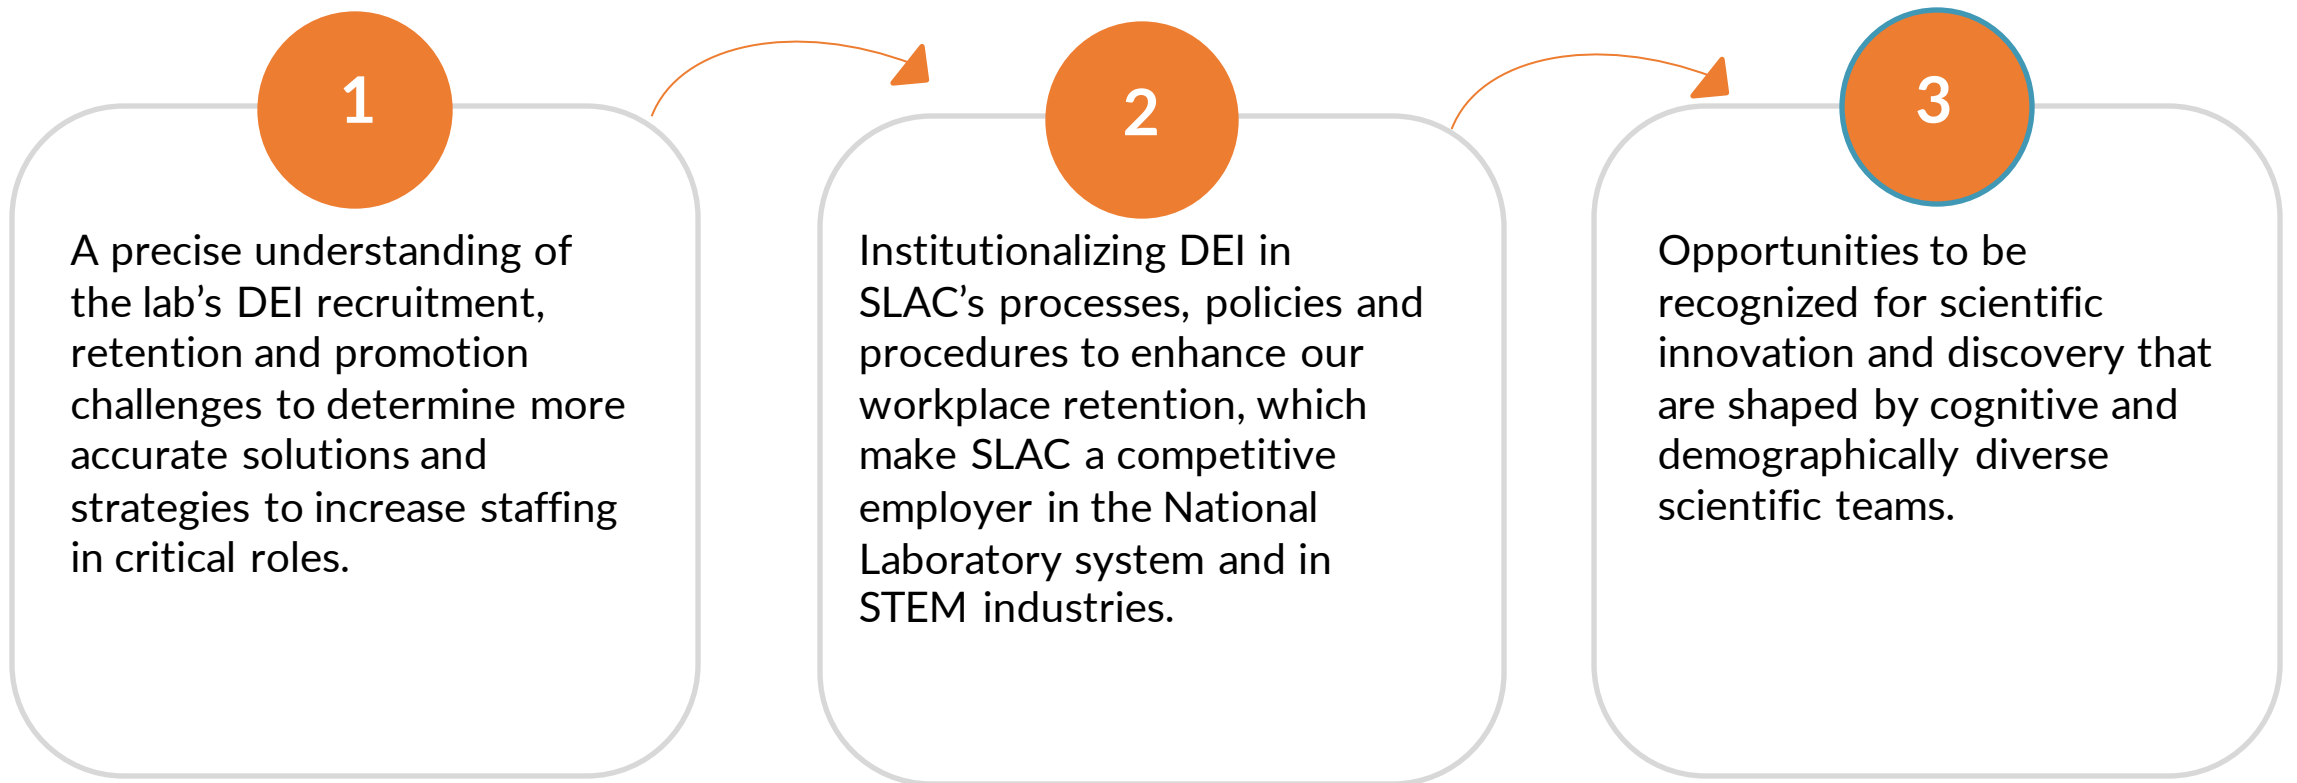 1
A precise understanding of
the lab’s DEI recruitment,
retention and promotion
challenges to determine more
accurate solutions and
strategies to increase staffing
in critical roles.
2
Institutionalizing DEI in
SLAC’s processes, policies and
procedures to enhance our
workplace retention, which
make SLAC a competitive
employer in the National
Laboratory system and in
STEM industries.
3
Opportunities to be
recognized for scientific
innovation and discovery that
are shaped by cognitive and
demographically diverse
scientific teams.